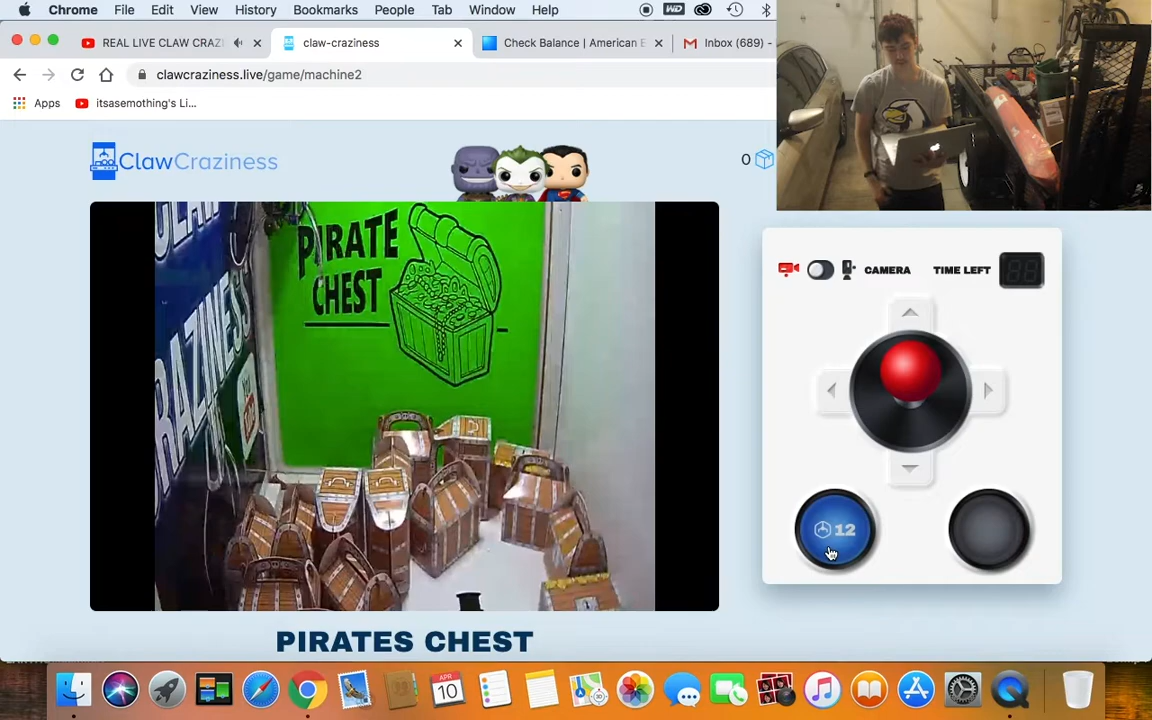 Chrome File Edit View History Bookmarks People Tab Window Help
REAL LIVE CLAW CRAZ
claw-craziness
Check Balance | American E
Inbox (689) -
clawcraziness.live/game/machine2
Apps
itsasemothing's Li...
ClawCraziness
0
PIRATE
CHEST
CRAZINESS
CAMERA
TIME LEFT
12
PIRATES CHEST
APR
10